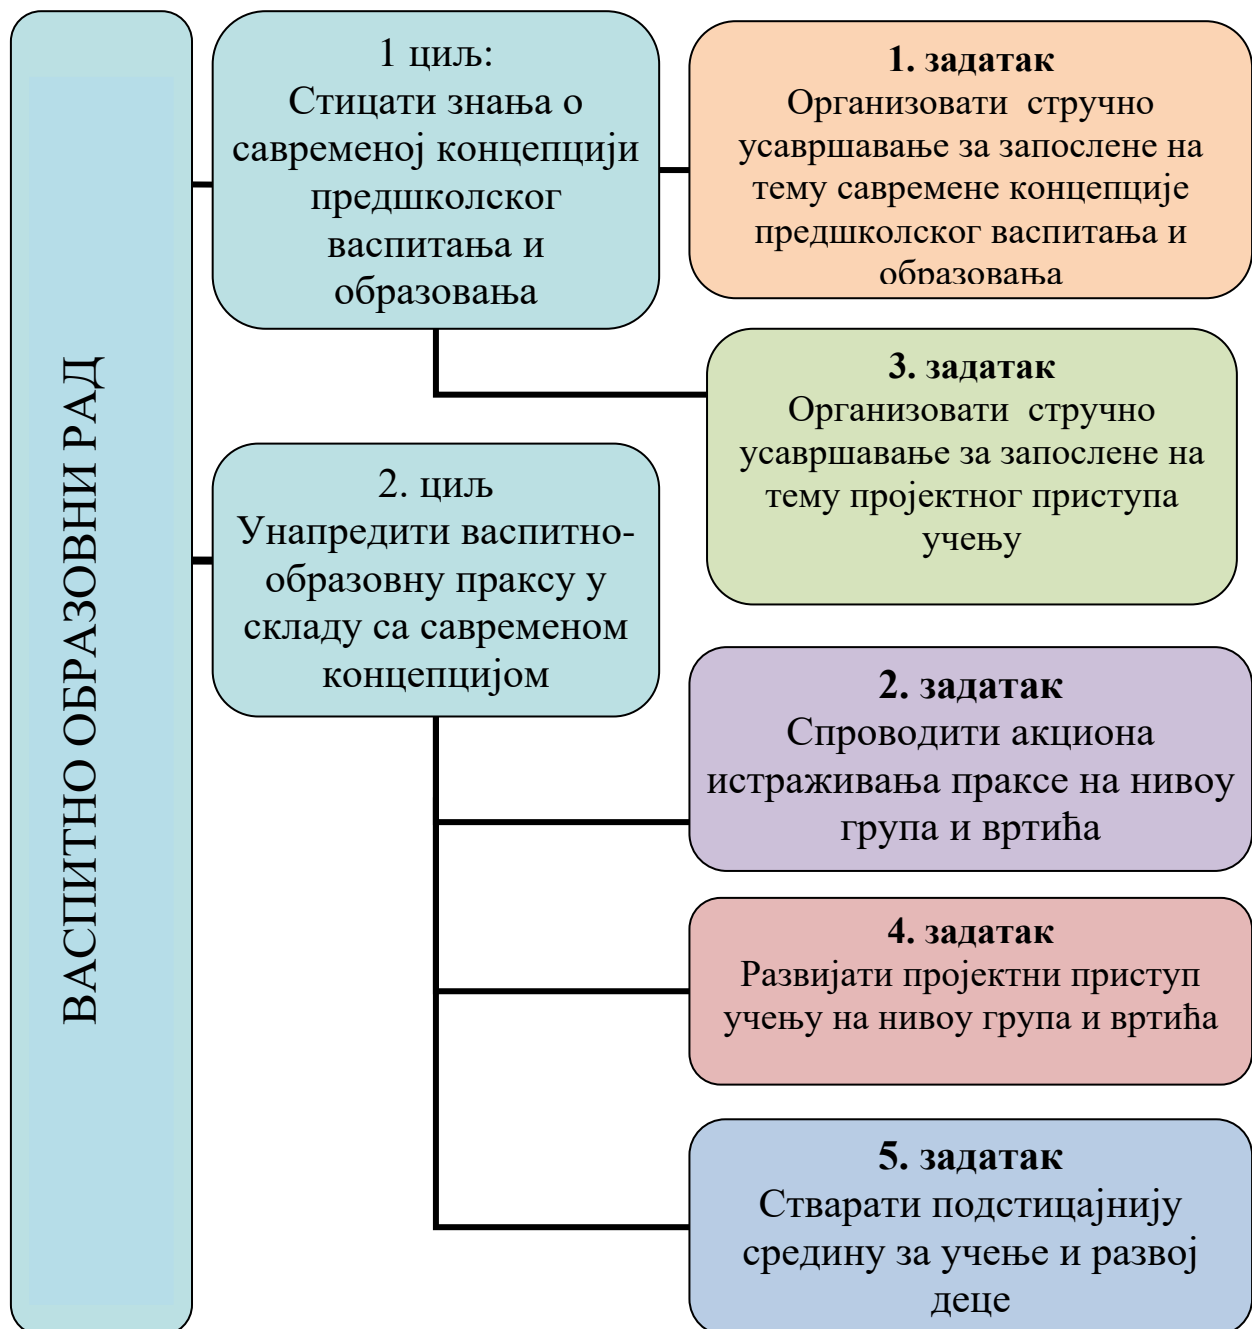 ВАСПИТНО ОБРАЗОВНИ РАД
1 циљ:
Стицати знања о
савременој концепцији
предшколског
васпитања и
образовања
1. задатак
Организовати стручно
усавршавање за запослене на
тему савремене концепције
предшколског васпитања и
образовања
3. задатак
Организовати стручно
усавршавање за запослене на
тему пројектног приступа
учењу
2. циљ
Унапредити васпитно-
образовну праксу у
складу са савременом
концепцијом
2. задатак
Спроводити акциона
истраживања праксе на нивоу
група и вртића
4. задатак
Развијати пројектни приступ
учењу на нивоу група и вртића
5. задатак
Стварати подстицајнију
средину за учење и развој
деце